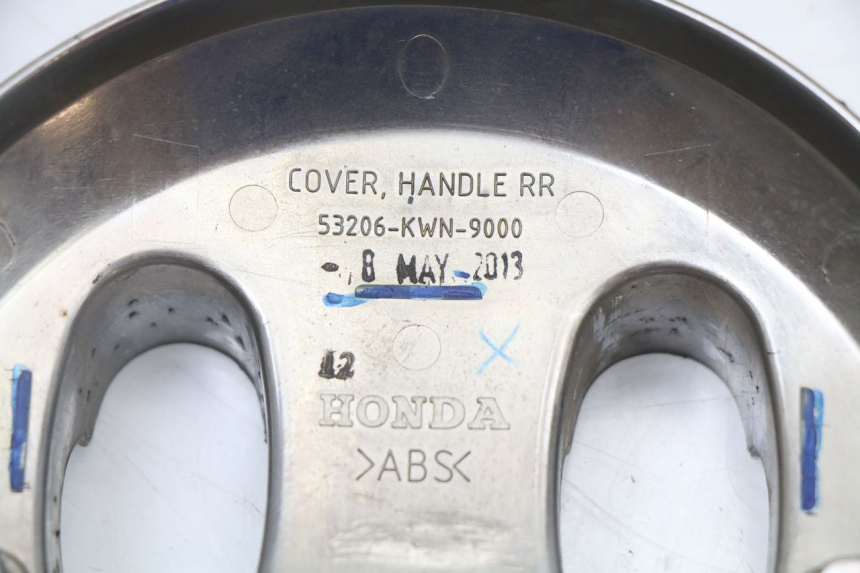 COVER, HANDLE RR
53206-KWN-9000
- 8 MAY 2013
12
HONDA
>ABS<